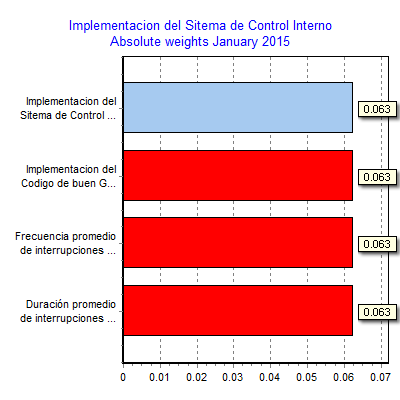 Implementacion del Sitema de Control Interno
Absolute weights January 2015
Implementacion del
Sitema de Control ...
0.063
Implementacion del
Codigo de buen G...
0.063
Frecuencia promedio
de interrupciones ...
0.063
Duración promedio
de interrupciones ...
0.063
0 0.01 0.02 0.03 0.04 0.05 0.06 0.07